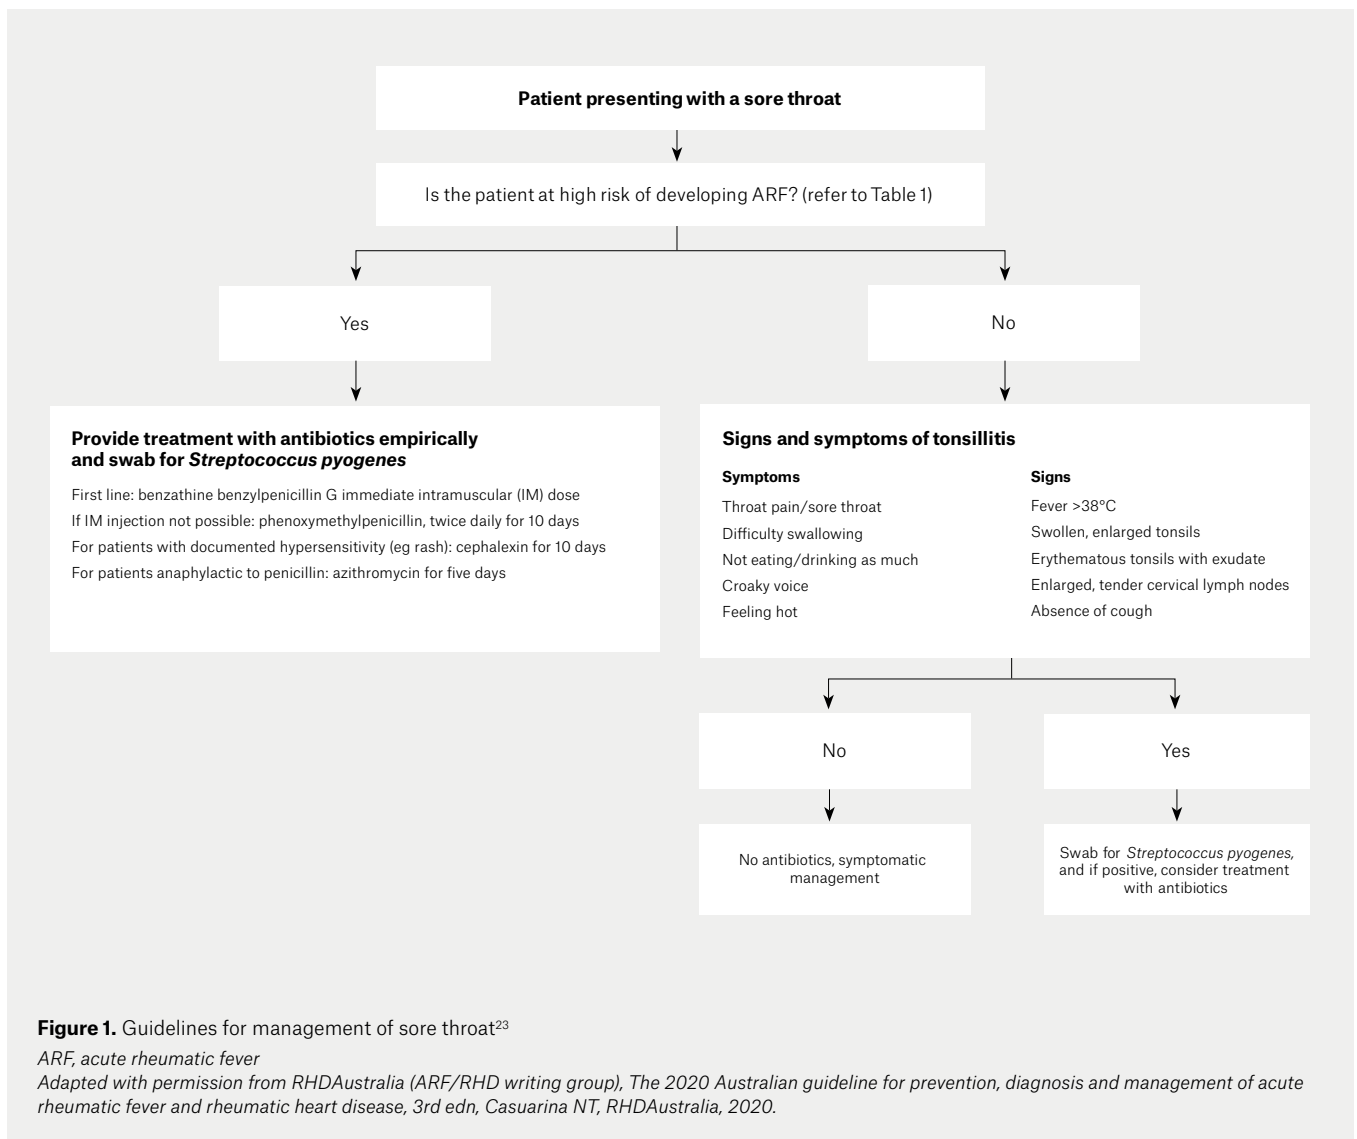 Patient presenting with a sore throat
Is the patient at high risk of developing ARF? (refer to Table 1)
Yes
No
Provide treatment with antibiotics empirically
and swab for Streptococcus pyogenes
First line: benzathine benzylpenicillin G immediate intramuscular (IM) dose
If IM injection not possible: phenoxymethylpenicillin, twice daily for 10 days
For patients with documented hypersensitivity (eg rash): cephalexin for 10 days
For patients anaphylactic to penicillin: azithromycin for five days
Signs and symptoms of tonsillitis
Symptoms
Throat pain/sore throat
Difficulty swallowing
Not eating/drinking as much
Croaky voice
Feeling hot
Signs
Fever >38°C
Swollen, enlarged tonsils
Erythematous tonsils with exudate
Enlarged, tender cervical lymph nodes
Absence of cough
No
Yes
No antibiotics, symptomatic
management
Swab for Streptococcus pyogenes,
and if positive, consider treatment
with antibiotics
Figure 1. Guidelines for management of sore throat23
ARF, acute rheumatic fever
Adapted with permission from RHDAustralia (ARF/RHD writing group), The 2020 Australian guideline for prevention, diagnosis and management of acute
rheumatic fever and rheumatic heart disease, 3rd edn, Casuarina NT, RHDAustralia, 2020.